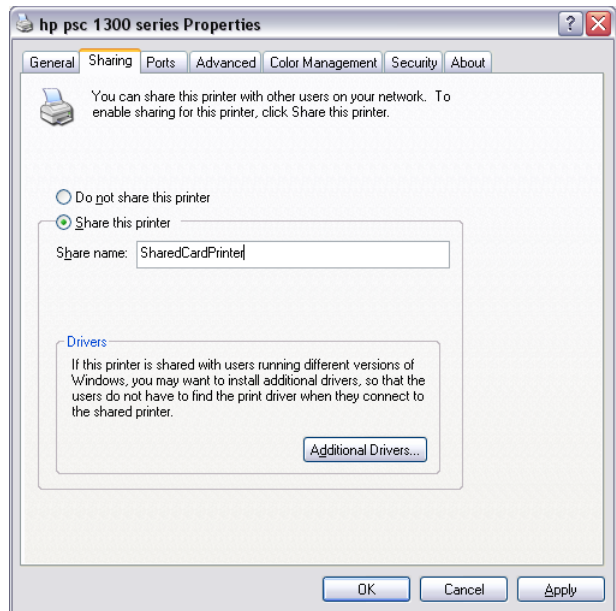 hp psc 1300 series Properties
General Sharing Ports Advanced Color Management Security About
You can share this printer with other users on your network. To
enable sharing for this printer, click Share this printer.
Do not share this printer
Share this printer
Share name: SharedCardPrinter
Drivers
If this printer is shared with users running different versions of
Windows, you may want to install additional drivers, so that the
users do not have to find the print driver when they connect to
the shared printer.
Additional Drivers...
OK Cancel Apply